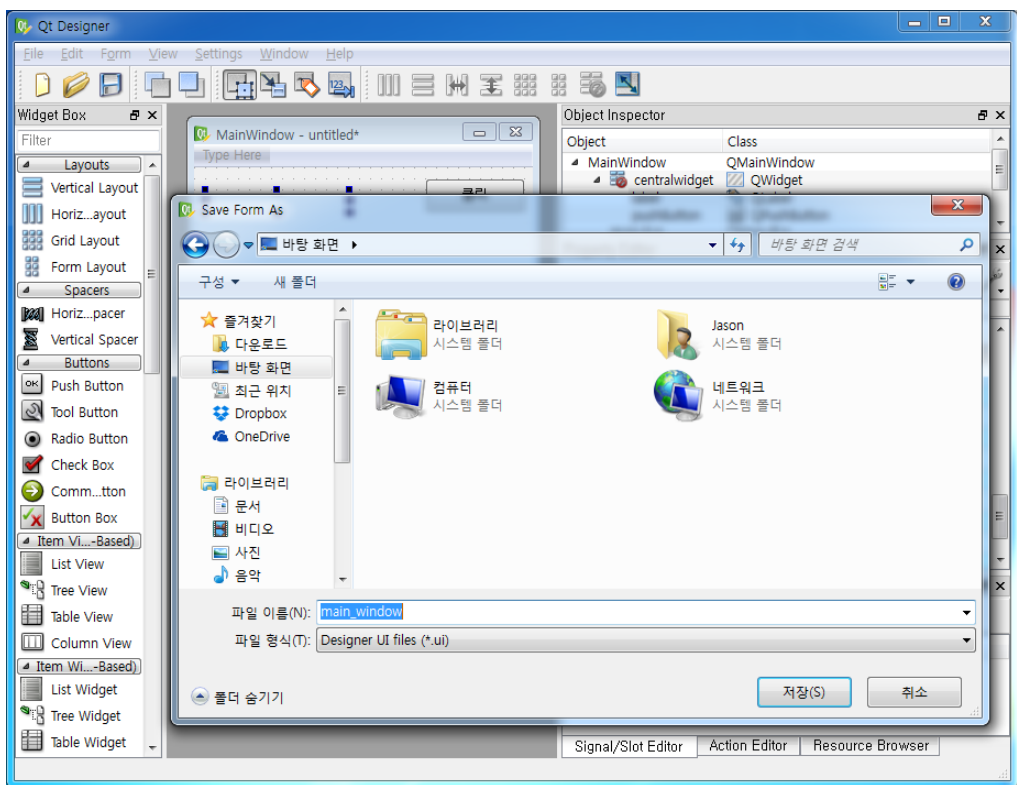 Qt Designer
File Edit Form View Settings Window Help
Widget Box
Filter
Layouts
Vertical Layout
Horiz...ayout
Grid Layout
Form Layout
Spacers
Horiz...pacer
Vertical Spacer
Buttons
Push Button
Tool Button
Radio Button
Check Box
Comm...tton
Button Box
Item Vi...-Based)
List View
Tree View
Table View
Column View
Item Wi...-Based)
List Widget
Tree Widget
Table Widget
MainWindow - untitled*
Type Here
Object Inspector
Object Class
MainWindow QMainWindow
centralwidget QWidget
Save Form As
바탕 화면
바탕 화면 검색
구성 새 폴더
즐겨찾기
다운로드
바탕 화면
최근 위치
Dropbox
OneDrive
라이브러리
문서
비디오
사진
음악
라이브러리
시스템 폴더
Jason
시스템 폴더
컴퓨터
시스템 폴더
네트워크
시스템 폴더
파일 이름(N): main_window
파일 형식(T): Designer UI files (*.ui)
폴더 숨기기
저장(S) 취소
Signal/Slot Editor Action Editor Resource Browser